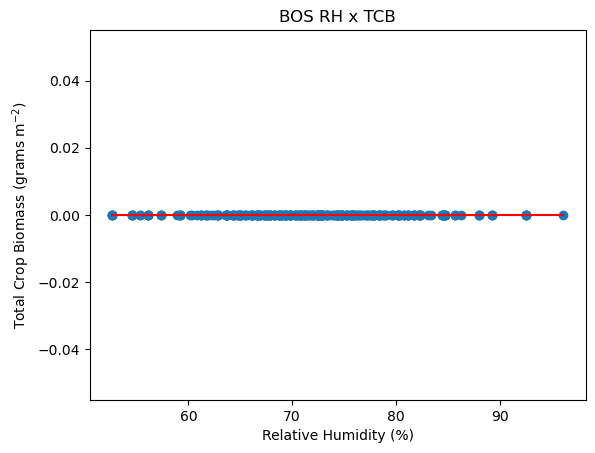 BOS RH x TCB
Total Crop Biomass (grams m⁻²)
0.04
0.02
0.00
−0.02
−0.04
60 70 80 90
Relative Humidity (%)